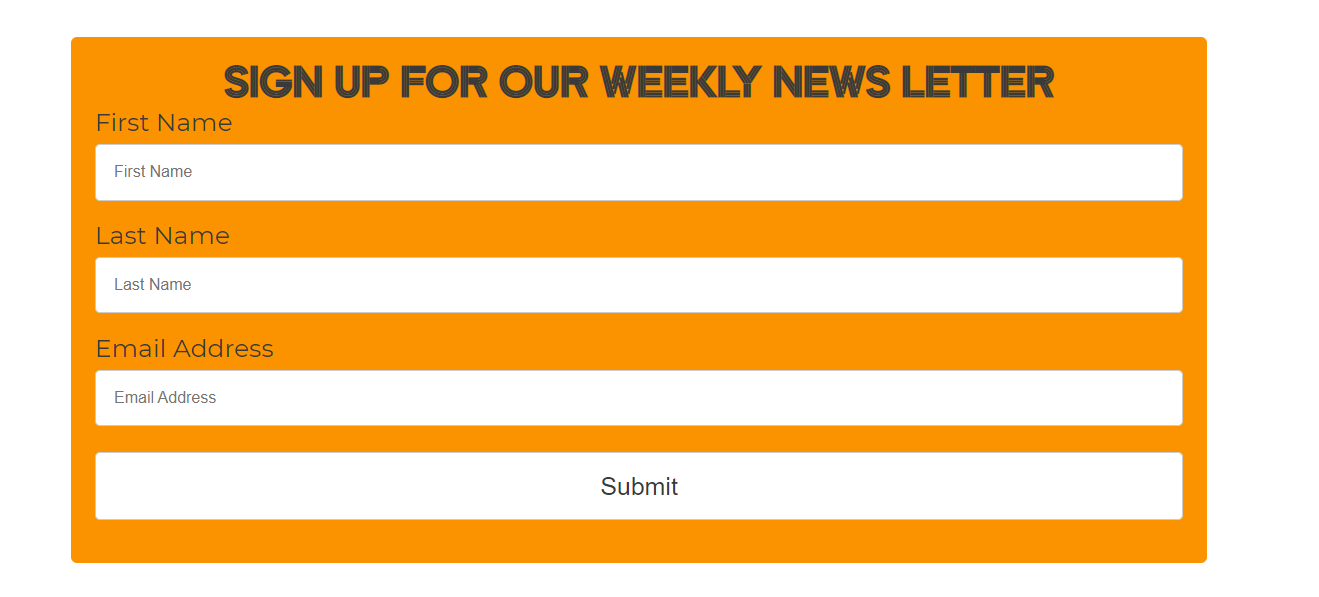 SIGN UP FOR OUR WEEKLY NEWS LETTER
First Name
First Name
Last Name
Last Name
Email Address
Email Address
Submit